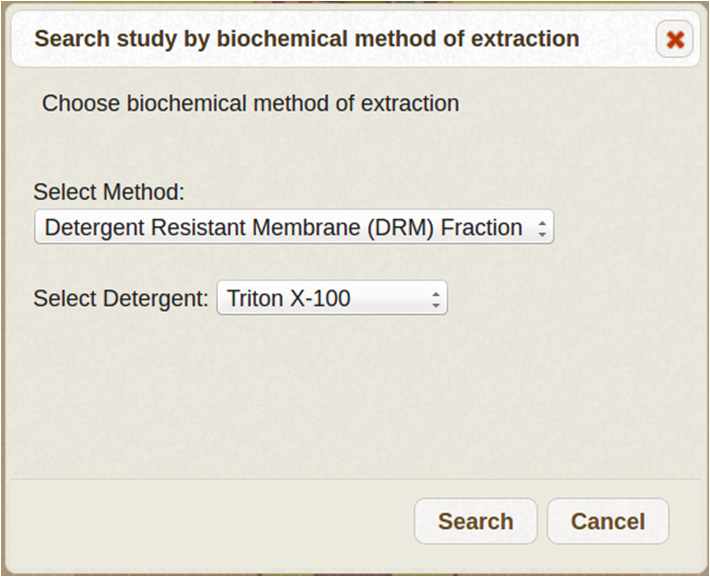 Search study by biochemical method of extraction
Choose biochemical method of extraction
Select Method:
Detergent Resistant Membrane (DRM) Fraction
Select Detergent: Triton X-100
Search Cancel